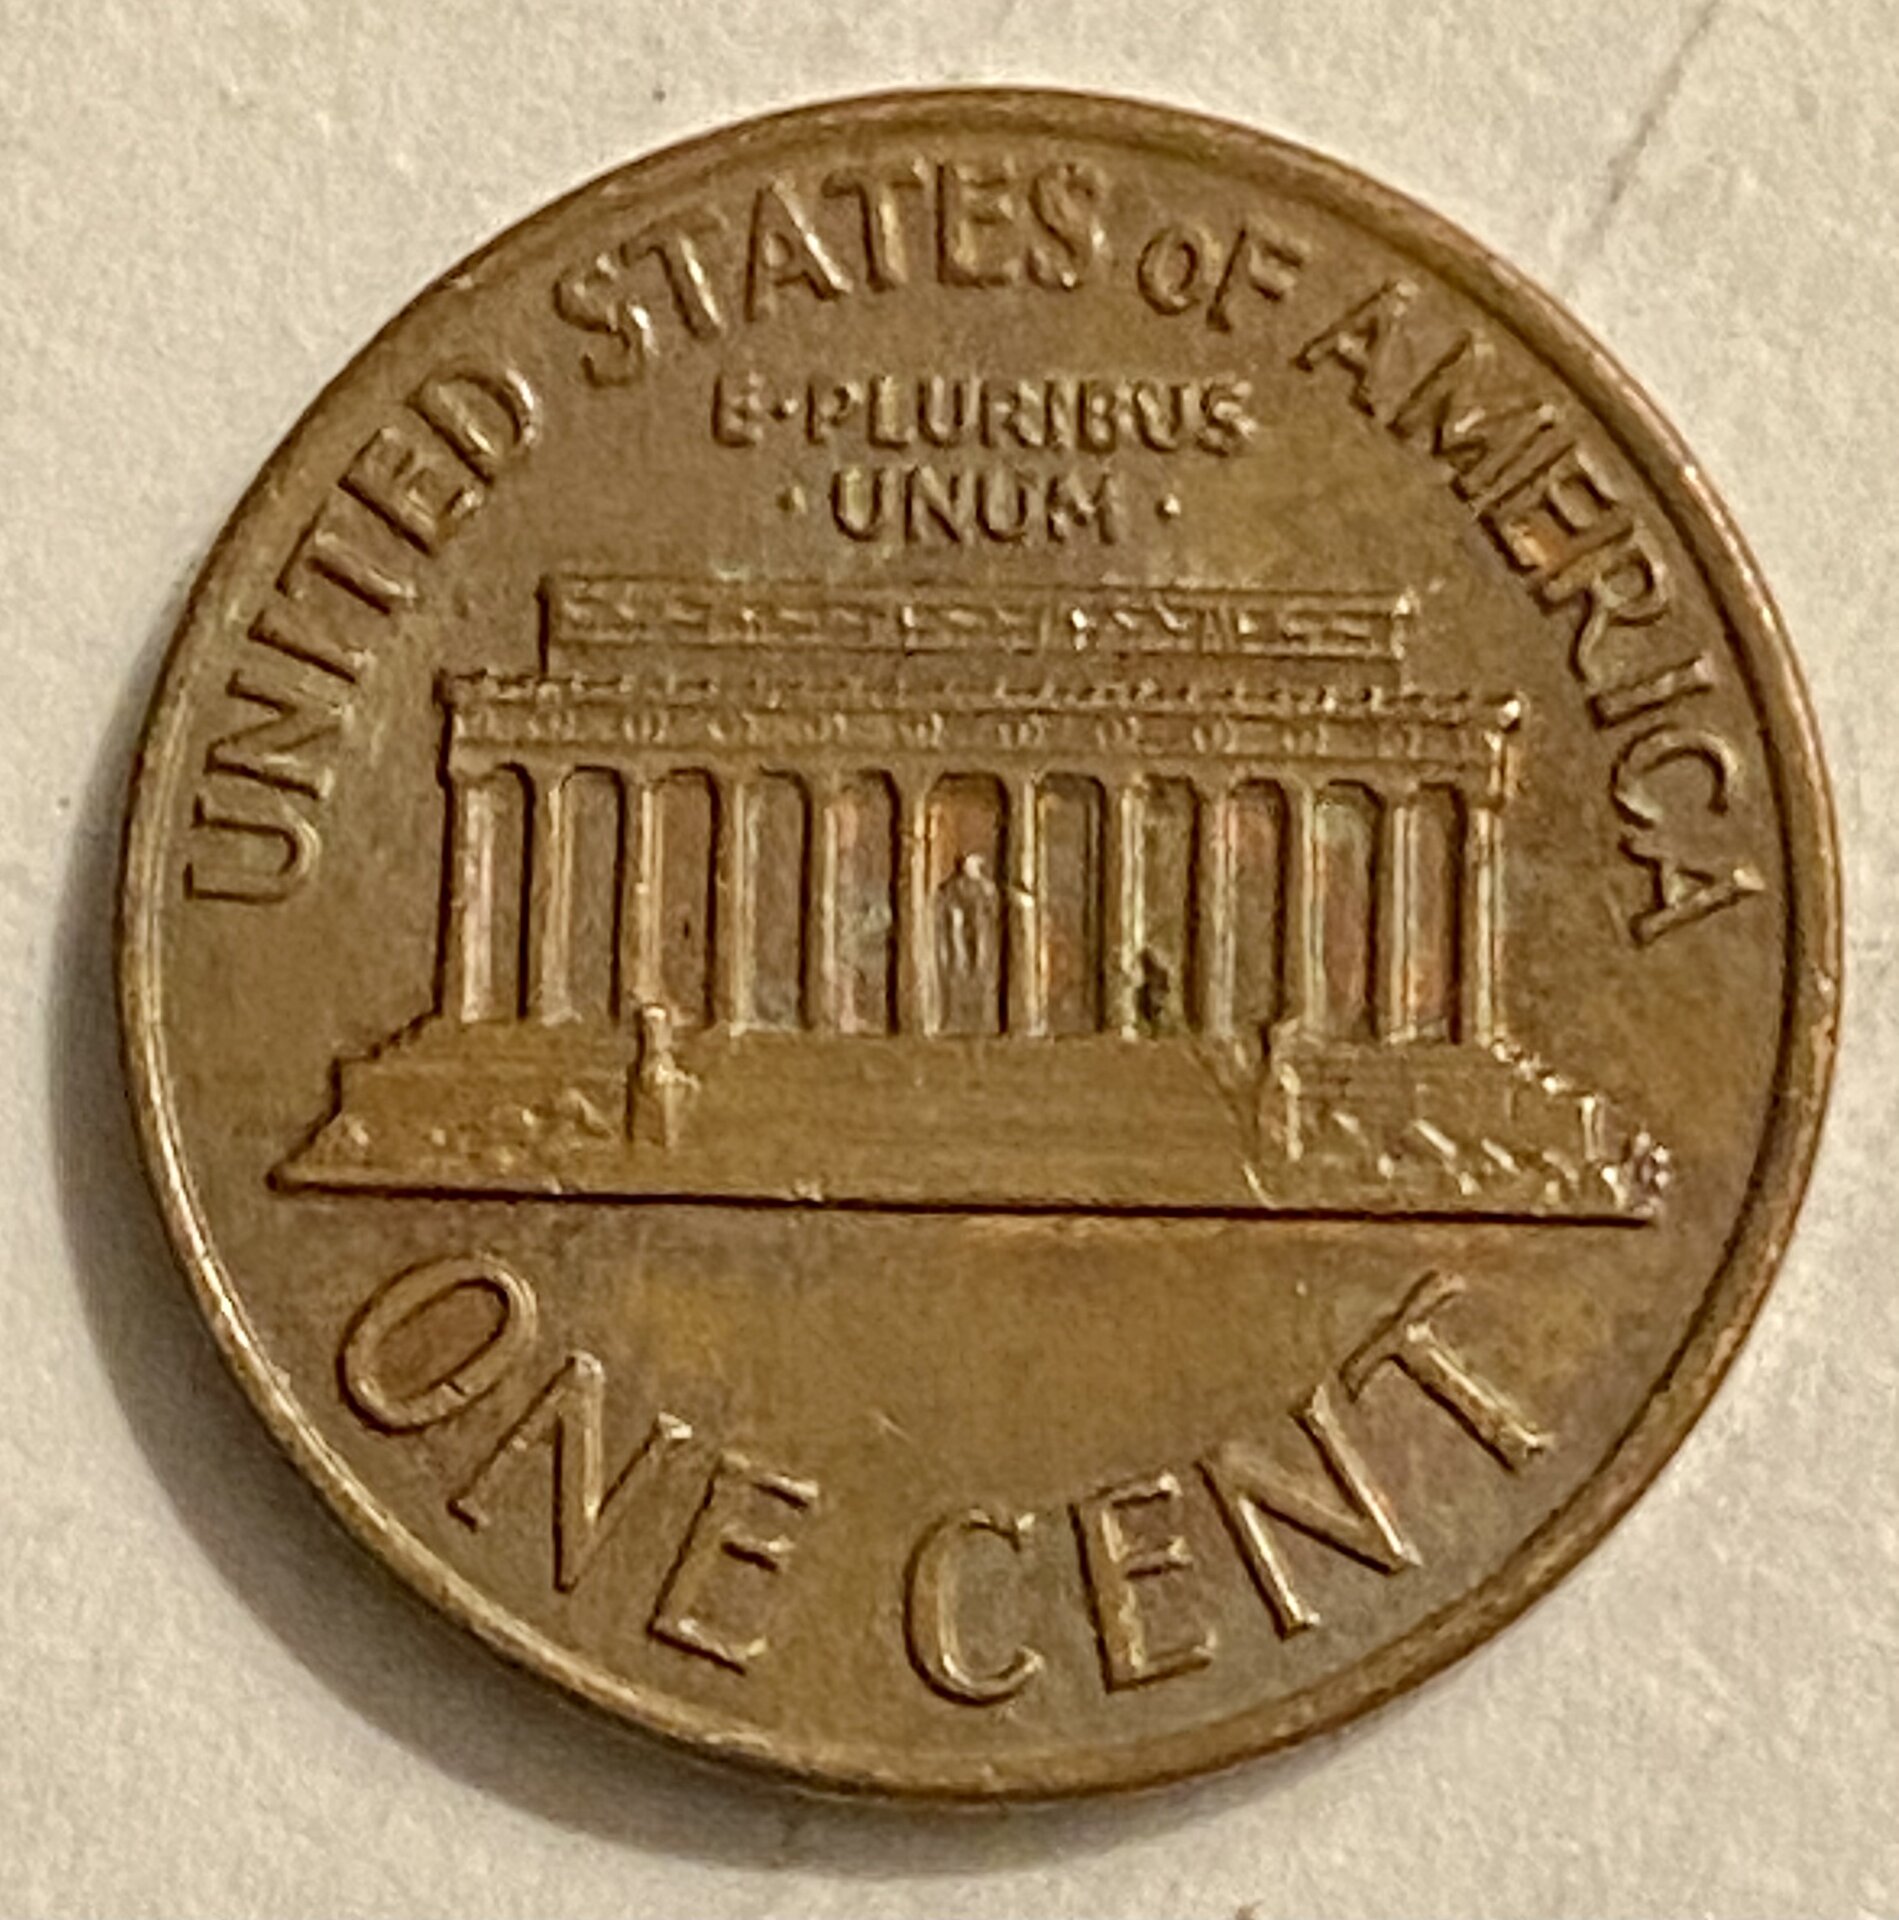 UNITED STATES OF AMERICA
E·PLURIBUS
·UNUM·
ONE CENT